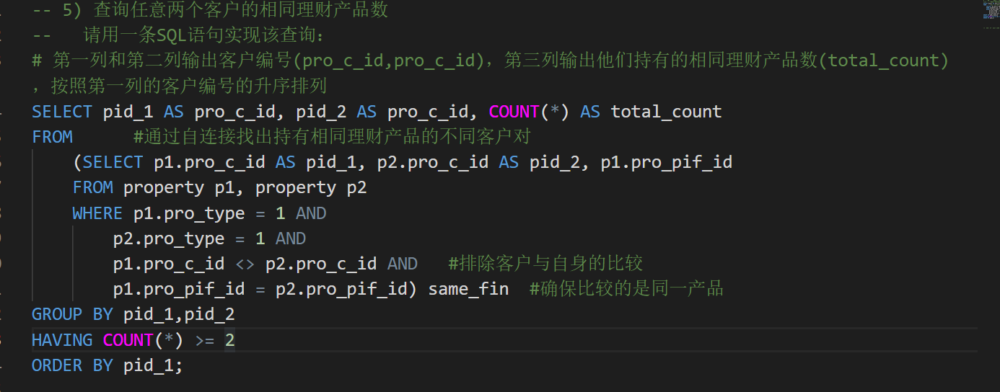 -- 5) 查询任意两个客户的相同理财产品数
--   请用一条SQL语句实现该查询：
# 第一列和第二列输出客户编号(pro_c_id,pro_c_id)，第三列输出他们持有的相同理财产品数(total_count)
，按照第一列的客户编号的升序排列
SELECT pid_1 AS pro_c_id, pid_2 AS pro_c_id, COUNT(*) AS total_count
FROM      #通过自连接找出持有相同理财产品的不同客户对
    (SELECT p1.pro_c_id AS pid_1, p2.pro_c_id AS pid_2, p1.pro_pif_id
    FROM property p1, property p2
    WHERE p1.pro_type = 1 AND
        p2.pro_type = 1 AND
        p1.pro_c_id <> p2.pro_c_id AND   #排除客户与自身的比较
        p1.pro_pif_id = p2.pro_pif_id) same_fin  #确保比较的是同一产品
GROUP BY pid_1,pid_2
HAVING COUNT(*) >= 2
ORDER BY pid_1;